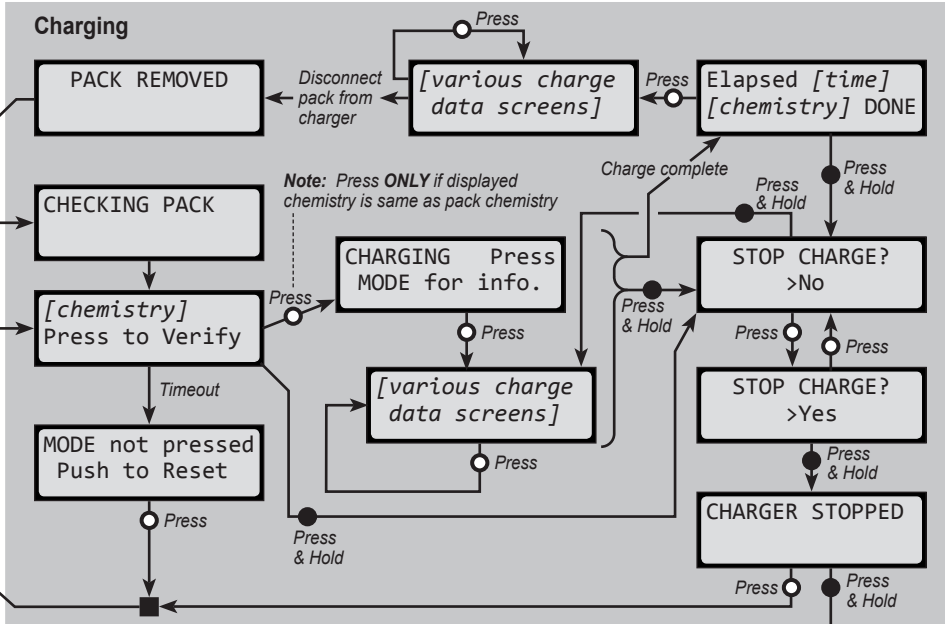 Charging
Press
PACK REMOVED
Disconnect
pack from
charger
[various charge
data screens]
Press
Elapsed [time]
[chemistry] DONE
Charge complete
Press
& Hold
Note: Press ONLY if displayed
chemistry is same as pack chemistry
Press
& Hold
CHECKING PACK
CHARGING Press
MODE for info.
STOP CHARGE?
>No
Press
[chemistry]
Press to Verify
Press
& Hold
Press
Press
Press
Timeout
[various charge
data screens]
STOP CHARGE?
>Yes
MODE not pressed
Push to Reset
Press
Press
& Hold
Press
CHARGER STOPPED
Press
& Hold
Press
Press
& Hold